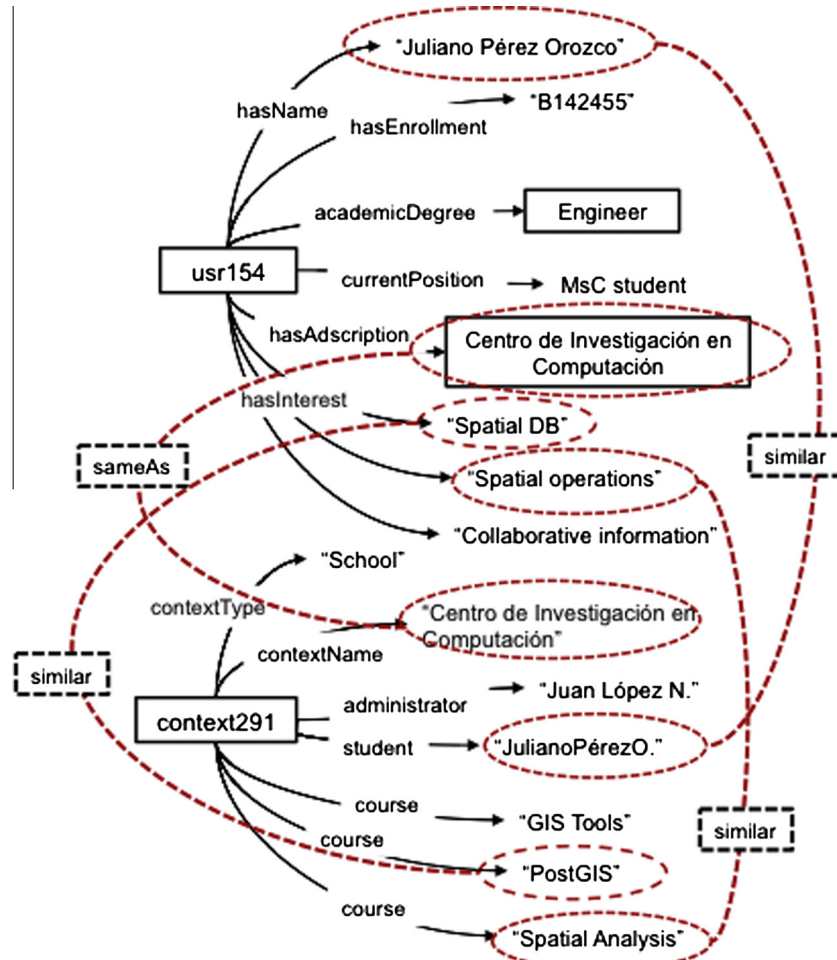 “Juliano Pérez Orozco”
hasName
“B142455”
hasEnrollment
academicDegree
Engineer
usr154
currentPosition
MsC student
hasAdscription
Centro de Investigación en
Computación
hasInterest
“Spatial DB”
similar
sameAs
“Spatial operations”
“Collaborative information”
“School”
contextType
“Centro de Investigación en
Computación”
contextName
similar
administrator
“Juan López N.”
context291
student
“JulianoPérezO.”
course
“GIS Tools”
similar
course
“PostGIS”
course
“Spatial Analysis”